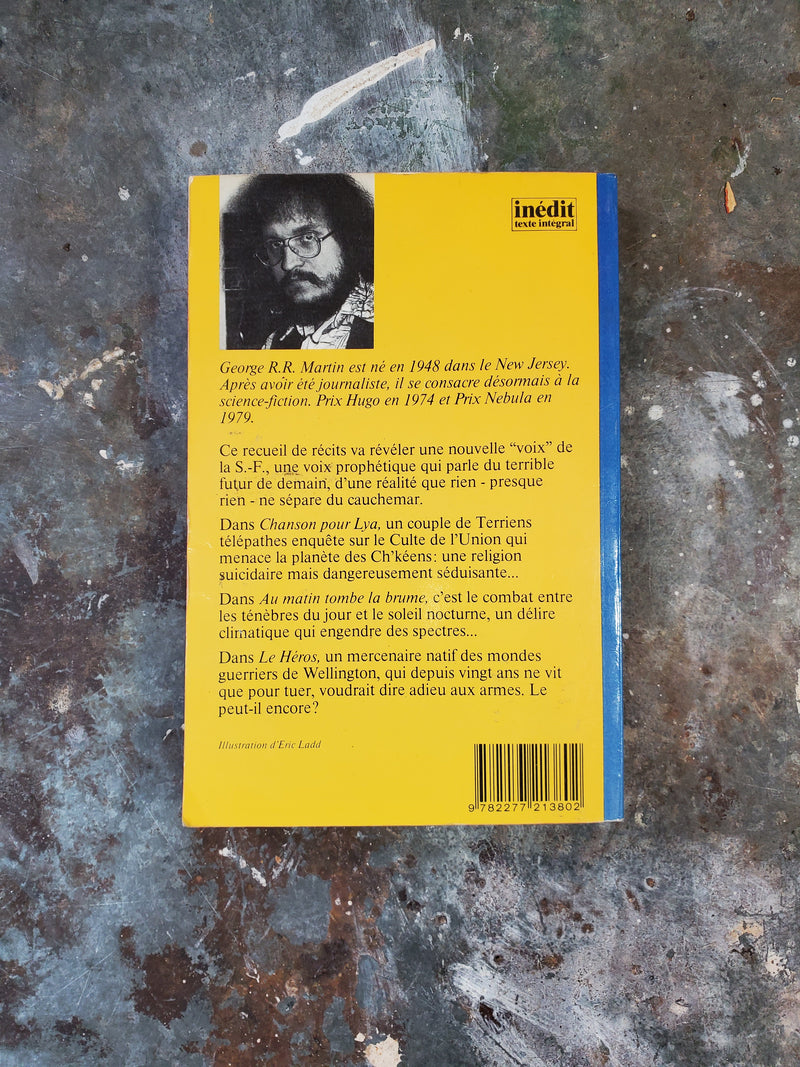 inédit
texte intégral
George R.R. Martin est né en 1948 dans le New Jersey.
Après avoir été journaliste, il se consacre désormais à la
science-fiction. Prix Hugo en 1974 et Prix Nebula en
1979.
Ce recueil de récits va révéler une nouvelle “voix” de
la S.-F., une voix prophétique qui parle du terrible
futur de demain, d’une réalité que rien - presque
rien - ne sépare du cauchemar.
Dans Chanson pour Lya, un couple de Terriens
télépathes enquête sur le Culte de l’Union qui
menace la planète des Ch’kéens: une religion
suicidaire mais dangereusement séduisante...
Dans Au matin tombe la brume, c’est le combat entre
les ténèbres du jour et le soleil nocturne, un délire
climatique qui engendre des spectres...
Dans Le Héros, un mercenaire natif des mondes
guerriers de Wellington, qui depuis vingt ans ne vit
que pour tuer, voudrait dire adieu aux armes. Le
peut-il encore?
Illustration d’Eric Ladd
9 782277 213802